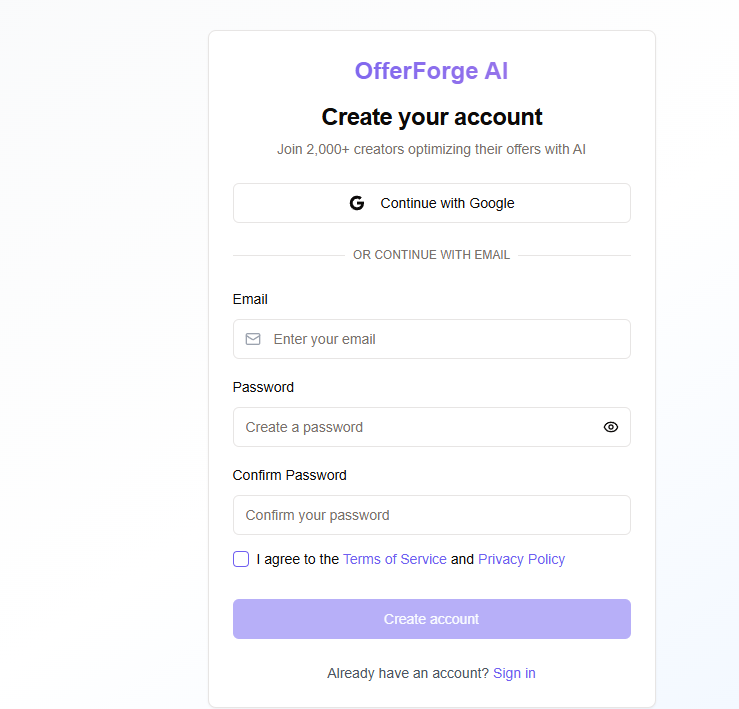 OfferForge AI
Create your account
Join 2,000+ creators optimizing their offers with AI
Continue with Google
OR CONTINUE WITH EMAIL
Email
Enter your email
Password
Create a password
Confirm Password
Confirm your password
I agree to the Terms of Service and Privacy Policy
Create account
Already have an account? Sign in